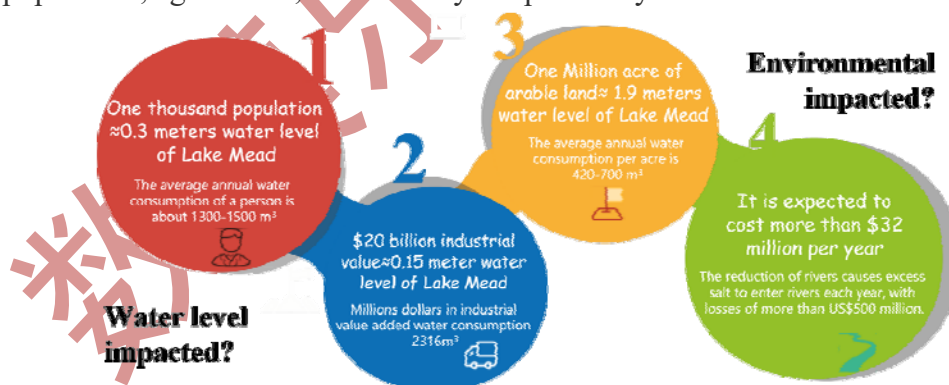 1
One thousand population
≈0.3 meters water level
of Lake Mead
The average annual water
consumption of a person is
about 1300-1500 m³
2
$20 billion industrial
value≈0.15 meter water
level of Lake Mead
Millions dollars in industrial
value added water consumption
2316m³
Water level
impacted?
3
One Million acre of
arable land≈ 1.9 meters
water level of Lake Mead
The average annual water
consumption per acre is
420-700 m³
Environmental
impacted?
4
It is expected to
cost more than $32
million per year
The reduction of rivers causes excess
salt to enter rivers each year, with
losses of more than US$500 million.